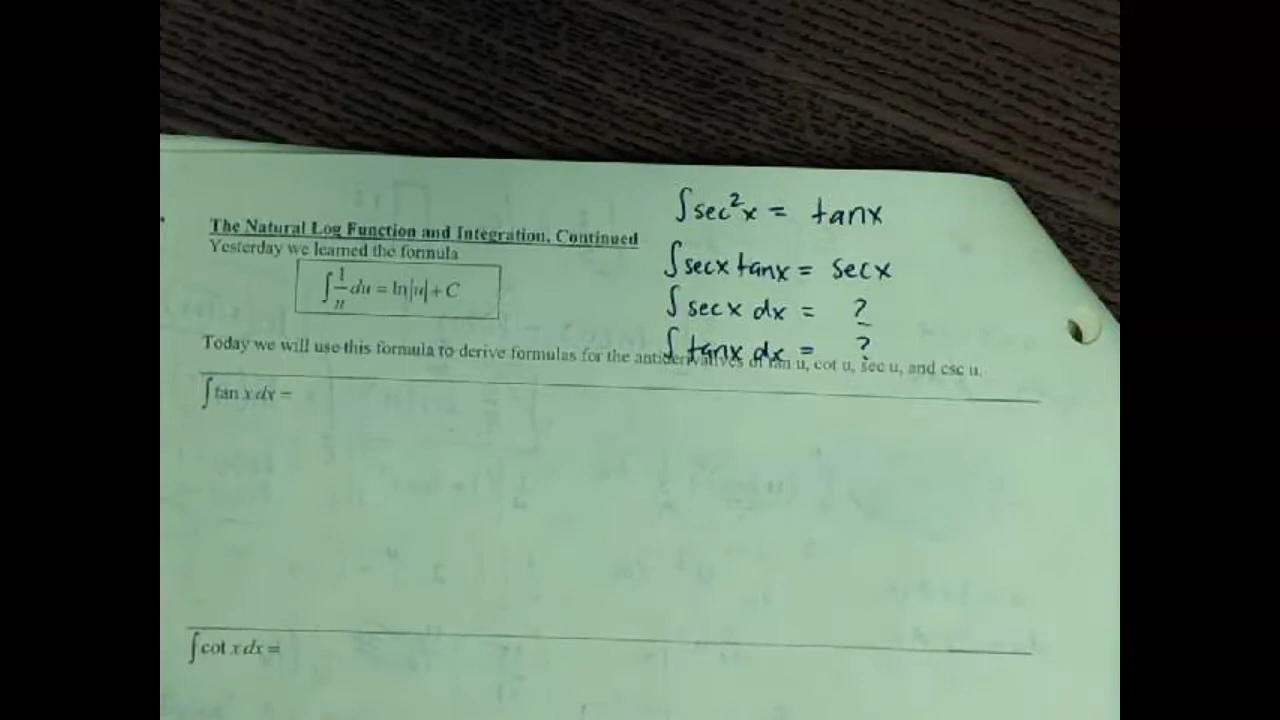 The Natural Log Function and Integration, Continued
Yesterday we learned the formula
∫ 1/u du = ln|u| + C
∫sec²x = tanx
∫secx tanx = secx
∫ secx dx = ?
∫ tanx dx = ?
Today we will use this formula to derive formulas for the antiderivatives of tan u, cot u, sec u, and csc u.
∫ tan x dx =
∫ cot x dx =